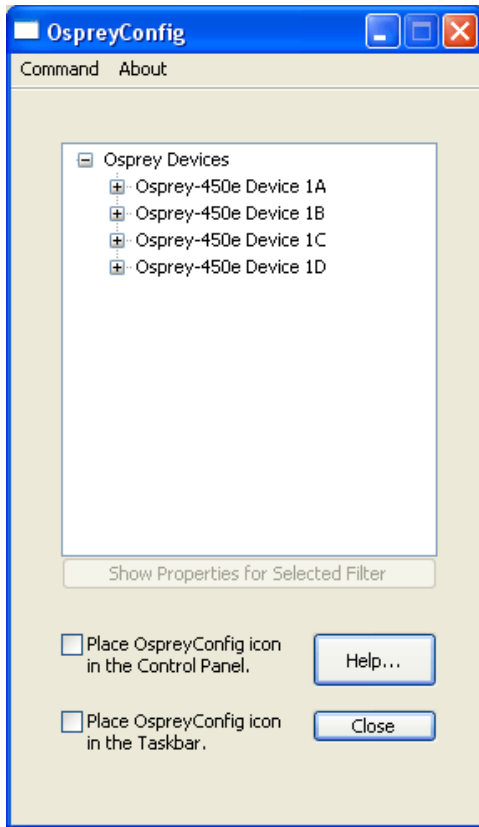 OspreyConfig
Command About
Osprey Devices
Osprey-450e Device 1A
Osprey-450e Device 1B
Osprey-450e Device 1C
Osprey-450e Device 1D
Show Properties for Selected Filter
Place OspreyConfig icon
in the Control Panel.
Help...
Place OspreyConfig icon
in the Taskbar.
Close